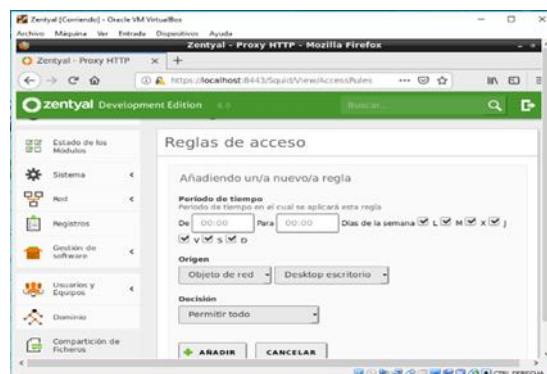 Zentyal [Corriendo] - Oracle VM VirtualBox
Archivo Máquina Ver Entrada Dispositivos Ayuda
Zentyal - Proxy HTTP - Mozilla Firefox
Zentyal - Proxy HTTP × +
https://localhost:8443/Squid/View/AccessRules
zentyal Development Edition 6.0
Buscar...
Estado de los
Módulos
Sistema
Red
Registros
Gestión de
software
Usuarios y
Equipos
Dominio
Compartición de
Ficheros
Reglas de acceso
Añadiendo un/a nuevo/a regla
Período de tiempo
Período de tiempo en el cual se aplicará esta regla
De 00:00 Para 00:00 Días de la semana L M X J
V S D
Origen
Objeto de red Desktop escritorio
Decisión
Permitir todo
+ AÑADIR CANCELAR
CTRL DERECHA